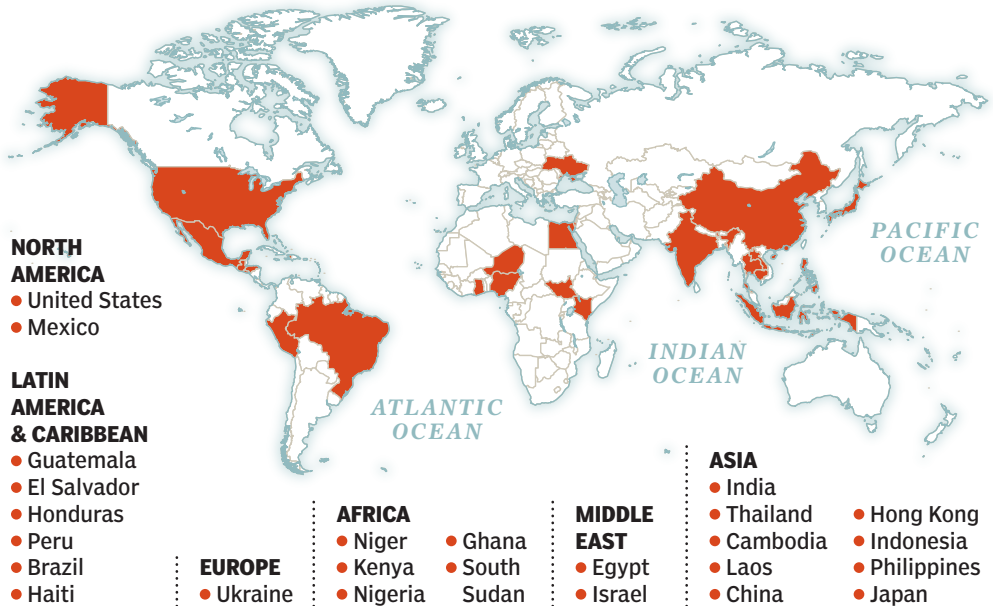 NORTH
AMERICA
United States
Mexico
LATIN
AMERICA
& CARIBBEAN
Guatemala
El Salvador
Honduras
Peru
Brazil
Haiti
EUROPE
Ukraine
AFRICA
Niger
Kenya
Nigeria
Ghana
South
Sudan
MIDDLE
EAST
Egypt
Israel
ASIA
India
Thailand
Cambodia
Laos
China
Hong Kong
Indonesia
Philippines
Japan
ATLANTIC
OCEAN
INDIAN
OCEAN
PACIFIC
OCEAN